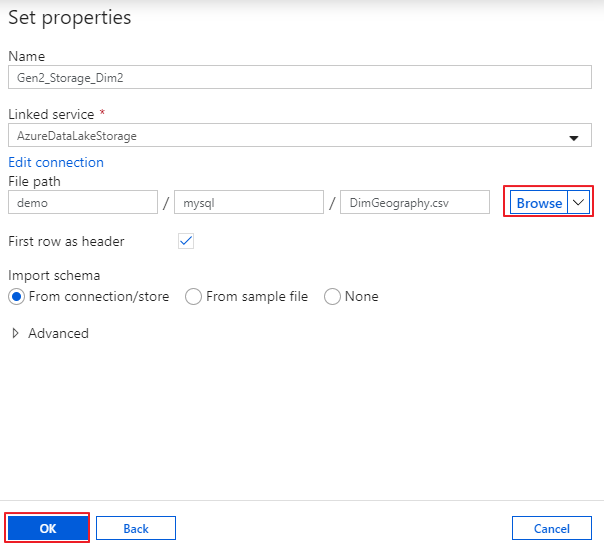 Set properties
Name
Gen2_Storage_Dim2
Linked service *
AzureDataLakeStorage
Edit connection
File path
demo / mysql / DimGeography.csv Browse
First row as header
Import schema
From connection/store From sample file None
Advanced
OK Back Cancel